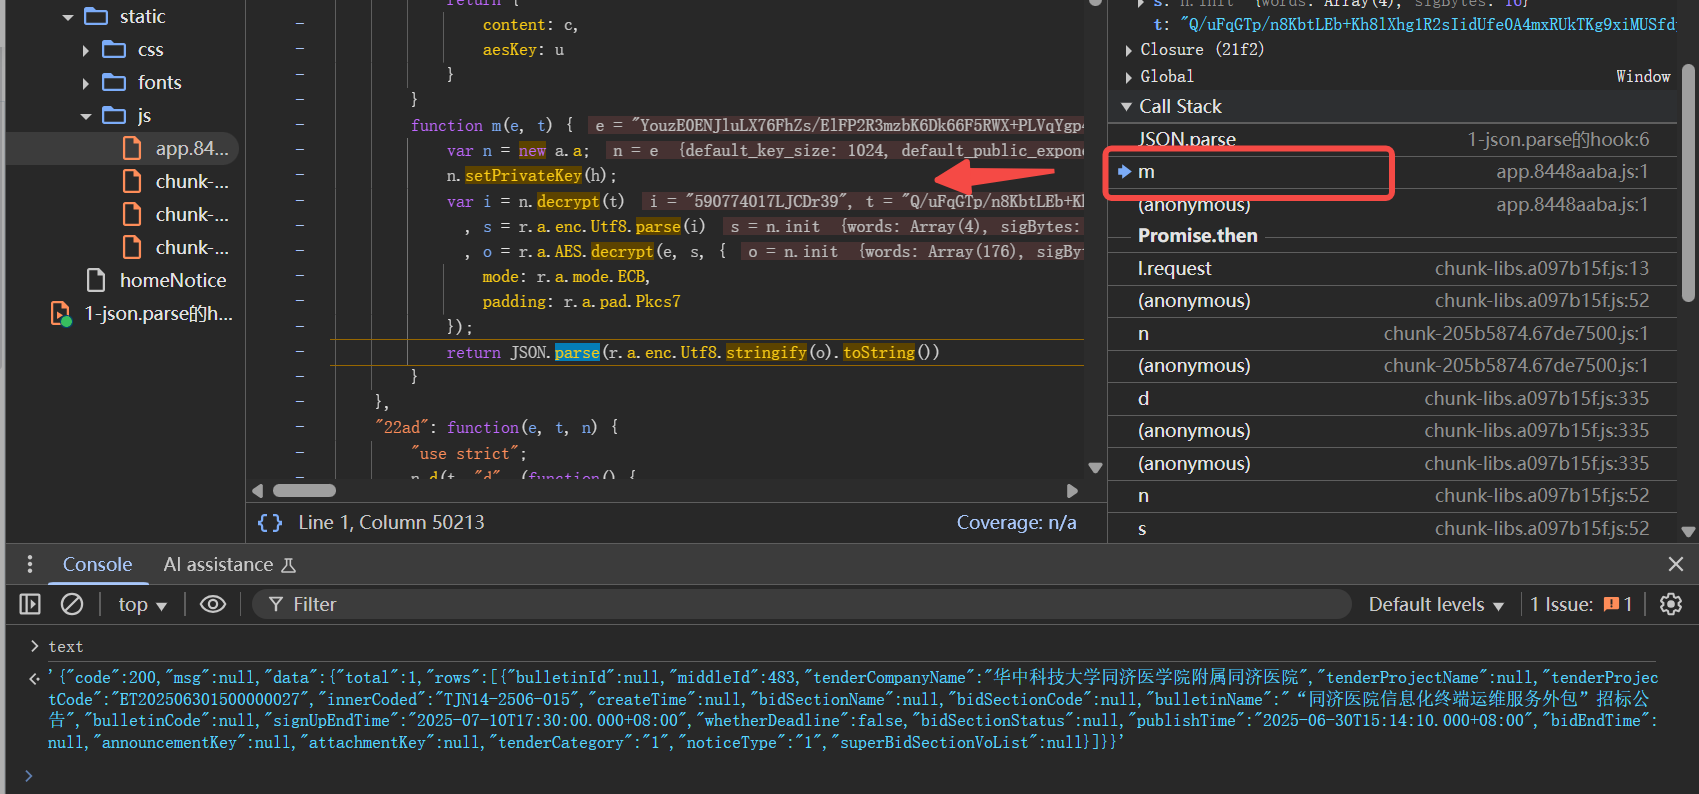 static
css
fonts
js
app.84...
chunk-...
chunk-...
chunk-...
homeNotice
1-json.parse的h...
return {
content: c,
aesKey: u
}
}
function m(e, t) { e = "YouzE0ENJluLX76FhZs/ElFP2R3mzbK6Dk66F5RWX+PLVqYgp4
var n = new a.a; n = e {default_key_size: 1024, default_public_expone
n.setPrivateKey(h);
var i = n.decrypt(t) i = "590774017LJCDr39", t = "Q/uFqGTp/n8KbtLEb+Kh
, s = r.a.enc.Utf8.parse(i) s = n.init {words: Array(4), sigBytes:
, o = r.a.AES.decrypt(e, s, { o = n.init {words: Array(176), sigBy
mode: r.a.mode.ECB,
padding: r.a.pad.Pkcs7
});
return JSON.parse(r.a.enc.Utf8.stringify(o).toString())
}
},
"22ad": function(e, t, n) {
"use strict";
n.d(t, "d", (function() {
Line 1, Column 50213
Coverage: n/a
s: n.init {words: Array(4), sigBytes: 16}
t: "Q/uFqGTp/n8KbtLEb+Kh8lXhg1R2sIidUfe0A4mxRUkTKg9xiMUSfd
Closure (21f2)
Global Window
Call Stack
JSON.parse 1-json.parse的hook:6
m app.8448aaba.js:1
(anonymous) app.8448aaba.js:1
Promise.then
l.request chunk-libs.a097b15f.js:13
(anonymous) chunk-libs.a097b15f.js:52
n chunk-205b5874.67de7500.js:1
(anonymous) chunk-205b5874.67de7500.js:1
d chunk-libs.a097b15f.js:335
(anonymous) chunk-libs.a097b15f.js:335
(anonymous) chunk-libs.a097b15f.js:335
n chunk-libs.a097b15f.js:52
s chunk-libs.a097b15f.js:52
Console AI assistance
top Filter Default levels 1 Issue: 1
text
'{"code":200,"msg":null,"data":{"total":1,"rows":[{"bulletinId":null,"middleId":483,"tenderCompanyName":"华中科技大学同济医学院附属同济医院","tenderProjectName":null,"tenderProje
ctCode":"ET202506301500000027","innerCoded":"TJN14-2506-015","createTime":null,"bidSectionName":null,"bidSectionCode":null,"bulletinName":"“同济医院信息化终端运维服务外包”招标公
告","bulletinCode":null,"signUpEndTime":"2025-07-10T17:30:00.000+08:00","whetherDeadline":false,"bidSectionStatus":null,"publishTime":"2025-06-30T15:14:10.000+08:00","bidEndTime":
null,"announcementKey":null,"attachmentKey":null,"tenderCategory":"1","noticeType":"1","superBidSectionVoList":null}]}}'